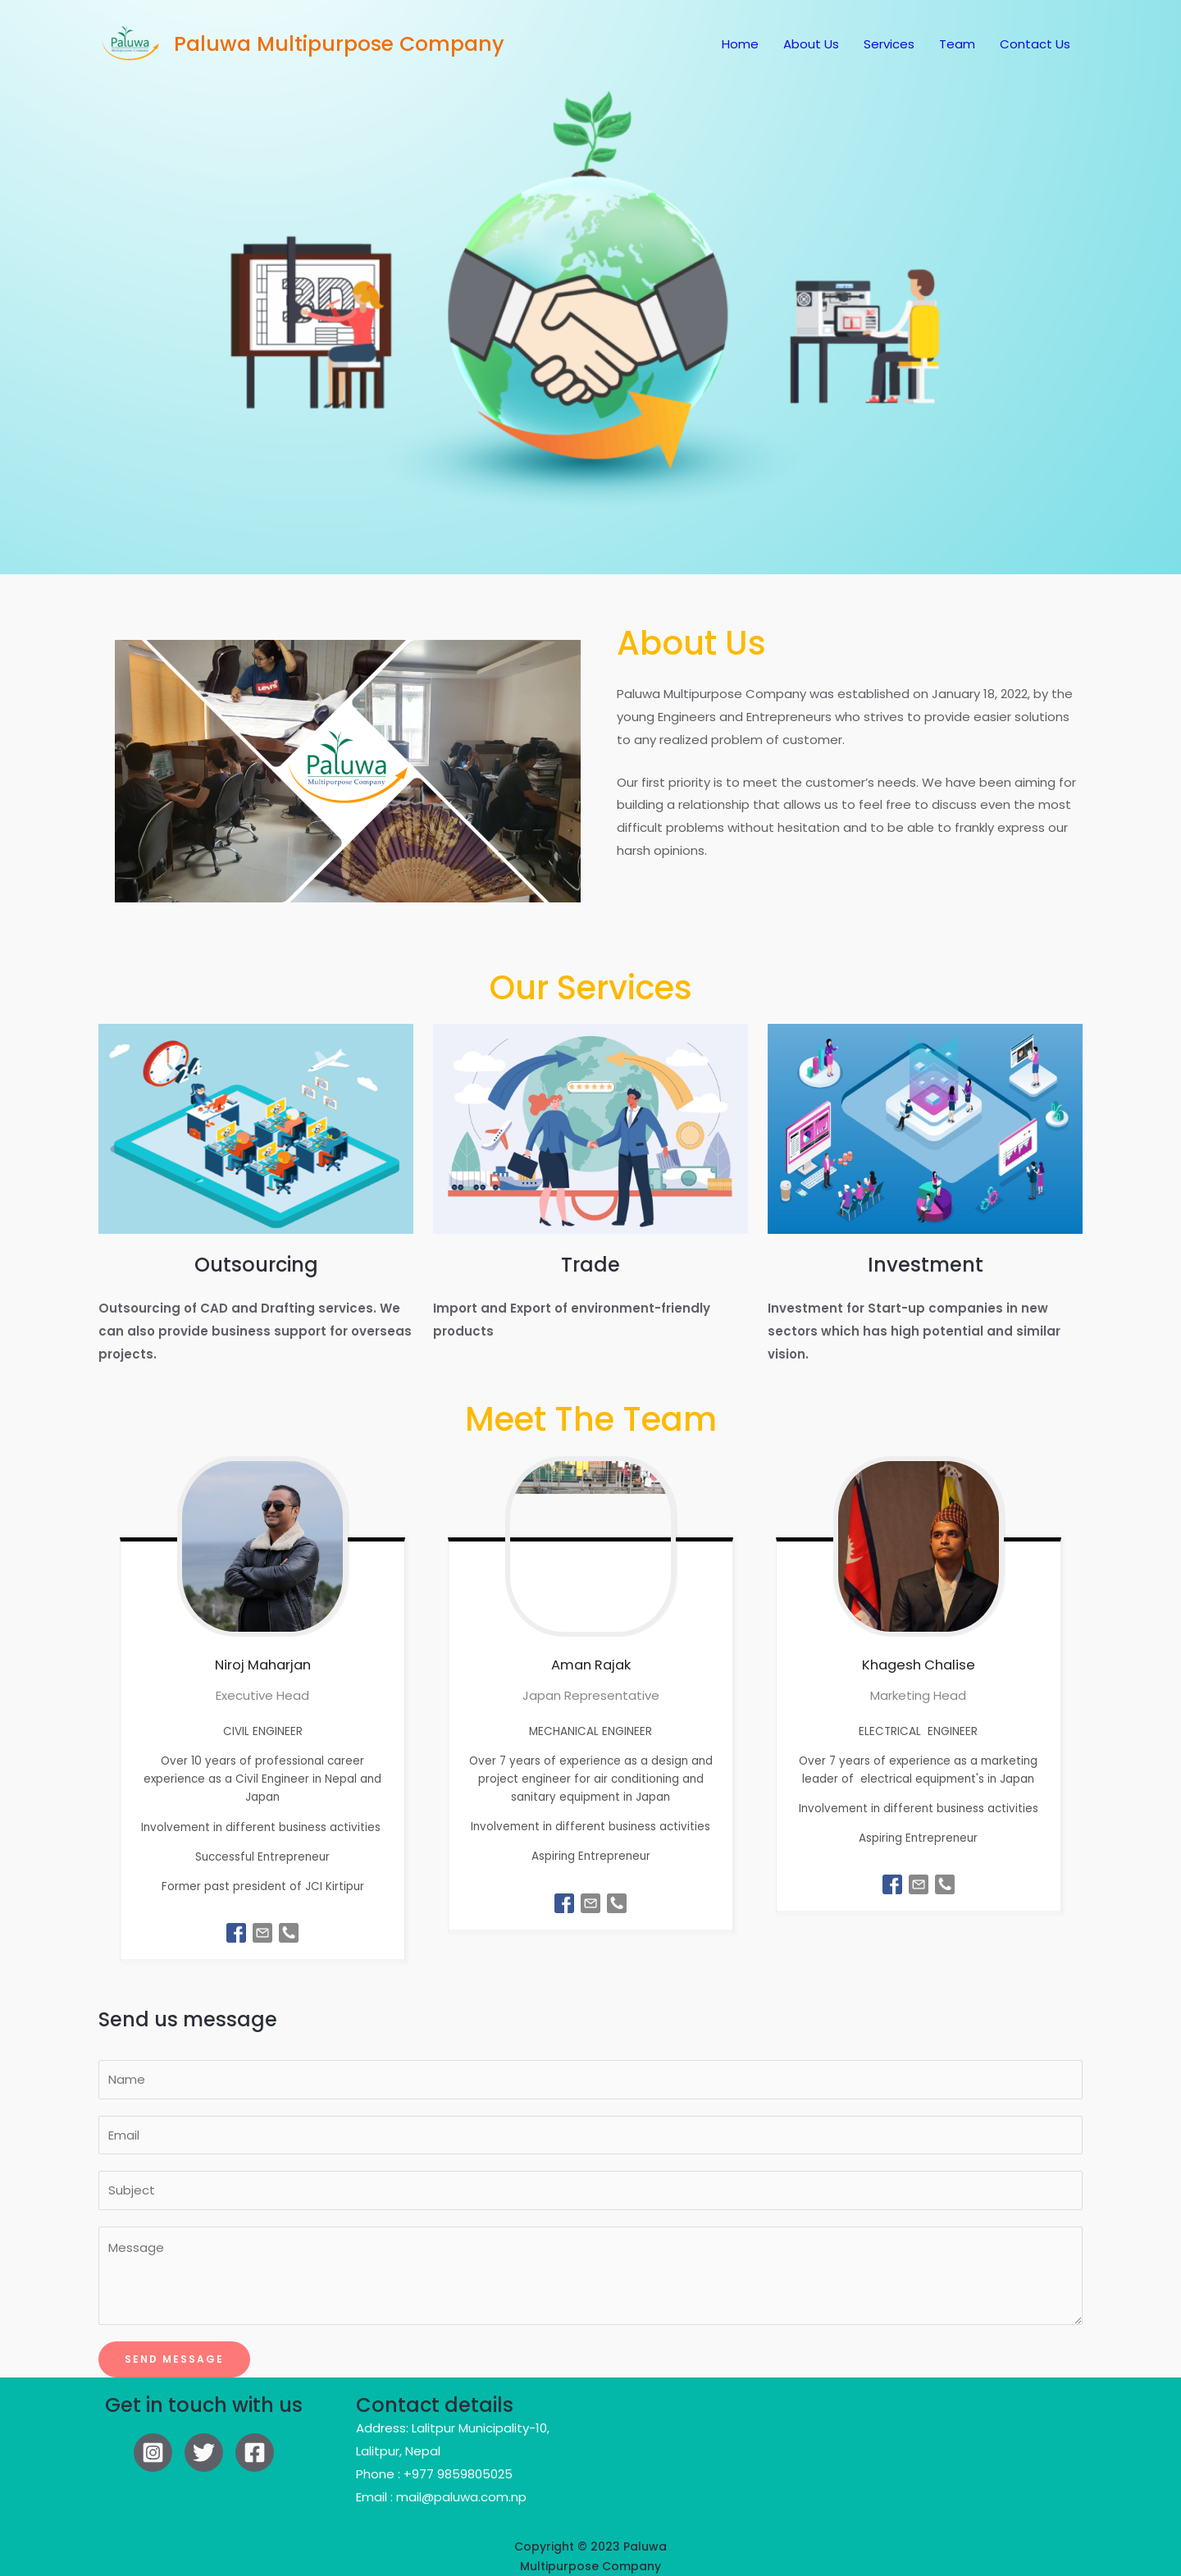 Paluwa
Multipurpose Company
Paluwa Multipurpose Company
Home
About Us
Services
Team
Contact Us
3D
About Us
Paluwa
Multipurpose Company
Paluwa Multipurpose Company was established on January 18, 2022, by the
young Engineers and Entrepreneurs who strives to provide easier solutions
to any realized problem of customer.
Our first priority is to meet the customer’s needs. We have been aiming for
building a relationship that allows us to feel free to discuss even the most
difficult problems without hesitation and to be able to frankly express our
harsh opinions.
Our Services
24
Outsourcing
Outsourcing of CAD and Drafting services. We
can also provide business support for overseas
projects.
Trade
Import and Export of environment-friendly
products
Investment
Investment for Start-up companies in new
sectors which has high potential and similar
vision.
Meet The Team
Niroj Maharjan
Executive Head
CIVIL ENGINEER
Over 10 years of professional career
experience as a Civil Engineer in Nepal and
Japan
Involvement in different business activities
Successful Entrepreneur
Former past president of JCI Kirtipur
Aman Rajak
Japan Representative
MECHANICAL ENGINEER
Over 7 years of experience as a design and
project engineer for air conditioning and
sanitary equipment in Japan
Involvement in different business activities
Aspiring Entrepreneur
Khagesh Chalise
Marketing Head
ELECTRICAL  ENGINEER
Over 7 years of experience as a marketing
leader of  electrical equipment's in Japan
Involvement in different business activities
Aspiring Entrepreneur
Send us message
Name
Email
Subject
Message
SEND MESSAGE
Get in touch with us
Contact details
Address: Lalitpur Municipality-10,
Lalitpur, Nepal
Phone : +977 9859805025
Email : mail@paluwa.com.np
Copyright © 2023 Paluwa
Multipurpose Company